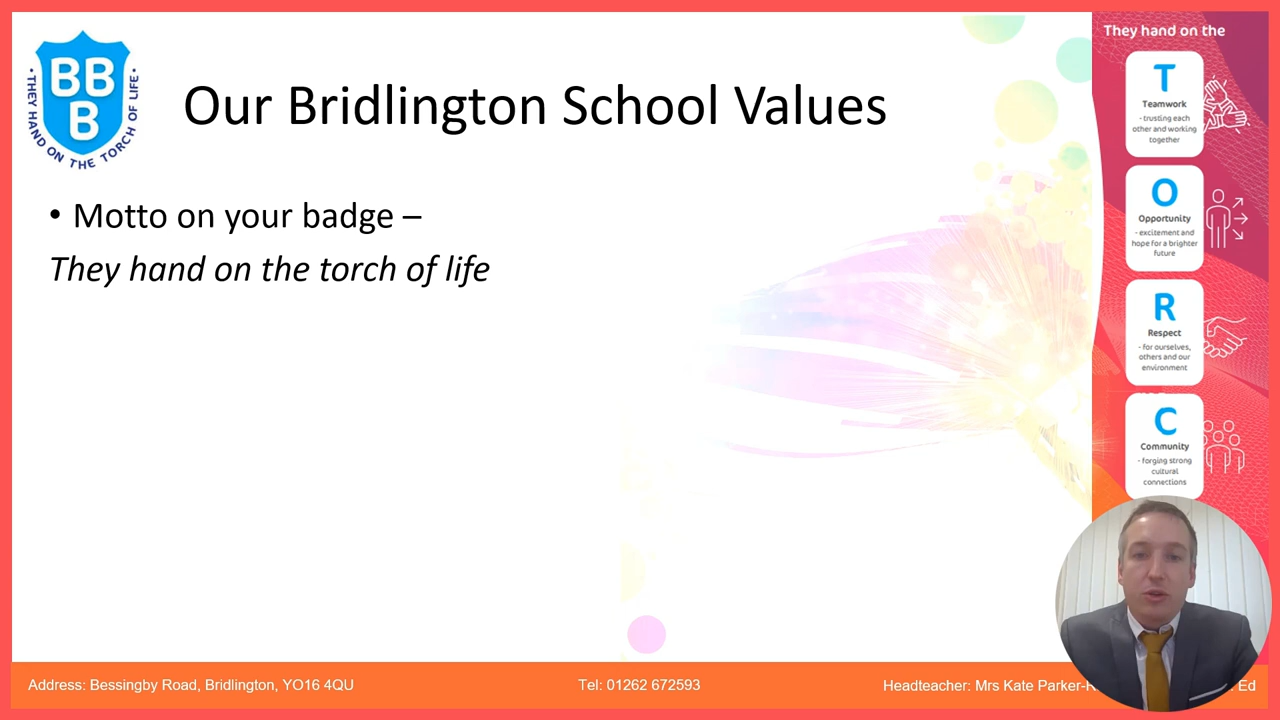 BB
B
• THEY HAND ON THE TORCH OF LIFE •
Our Bridlington School Values
• Motto on your badge –
They hand on the torch of life
They hand on the
T
Teamwork
- trusting each
other and working
together
O
Opportunity
- excitement and
hope for a brighter
future
R
Respect
- for ourselves,
others and our
environment
C
Community
- forging strong
cultural
connections
Address: Bessingby Road, Bridlington, YO16 4QU
Tel: 01262 672593
Headteacher: Mrs Kate Ed